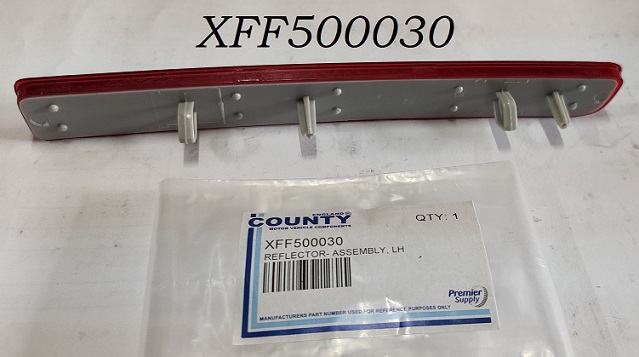 XFF500030
ENGLAND
COUNTY
MOTOR VEHICLE COMPONENTS
QTY: 1
XFF500030
REFLECTOR- ASSEMBLY, LH
Premier
Supply
MANUFACTURERS PART NUMBER USED FOR REFERENCE PURPOSES ONLY